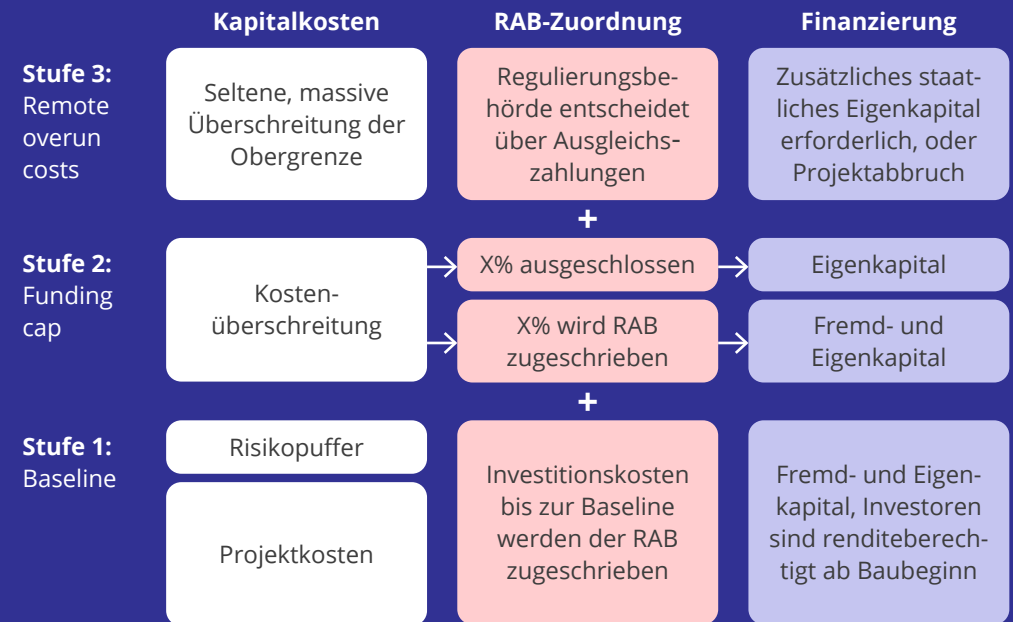 Kapitalkosten
RAB-Zuordnung
Finanzierung
Stufe 3:
Remote
overun
costs
Seltene, massive
Überschreitung der
Obergrenze
Regulierungsbe-
hörde entscheidet
über Ausgleichs-
zahlungen
Zusätzliches staat-
liches Eigenkapital
erforderlich, oder
Projektabbruch
+
Stufe 2:
Funding
cap
Kosten-
überschreitung
X% ausgeschlossen
Eigenkapital
X% wird RAB
zugeschrieben
Fremd- und
Eigenkapital
+
Stufe 1:
Baseline
Risikopuffer
Projektkosten
Investitionskosten
bis zur Baseline
werden der RAB
zugeschrieben
Fremd- und Eigen-
kapital, Investoren
sind renditeberech-
tigt ab Baubeginn